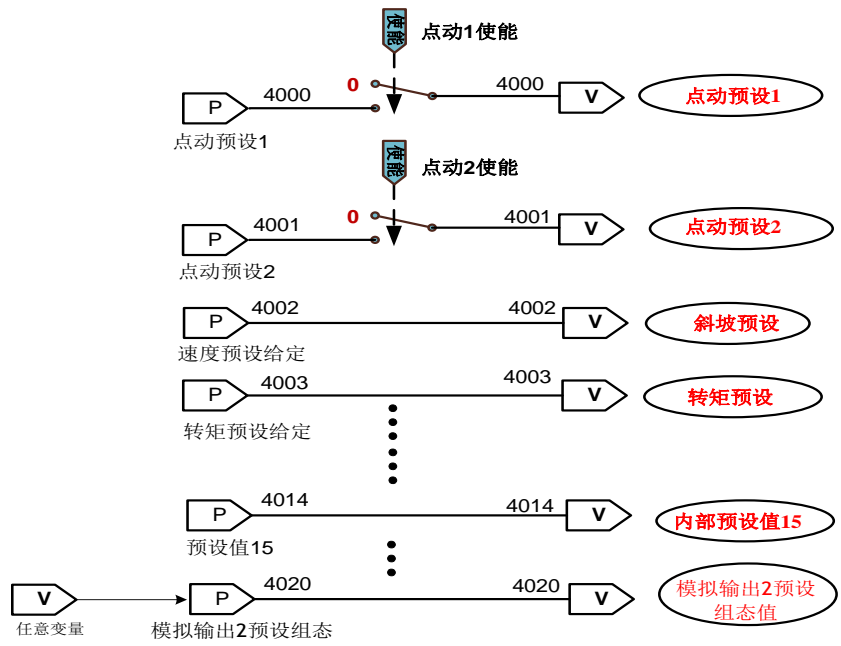 使能 点动1使能
0
P 4000 4000 V 点动预设1
点动预设1
使能 点动2使能
0
P 4001 4001 V 点动预设2
点动预设2
P 4002 4002 V 斜坡预设
速度预设给定
P 4003 4003 V 转矩预设
转矩预设给定
P 4014 4014 V 内部预设值15
预设值15
V P 4020 4020 V 模拟输出2预设
组态值
任意变量 模拟输出2预设组态